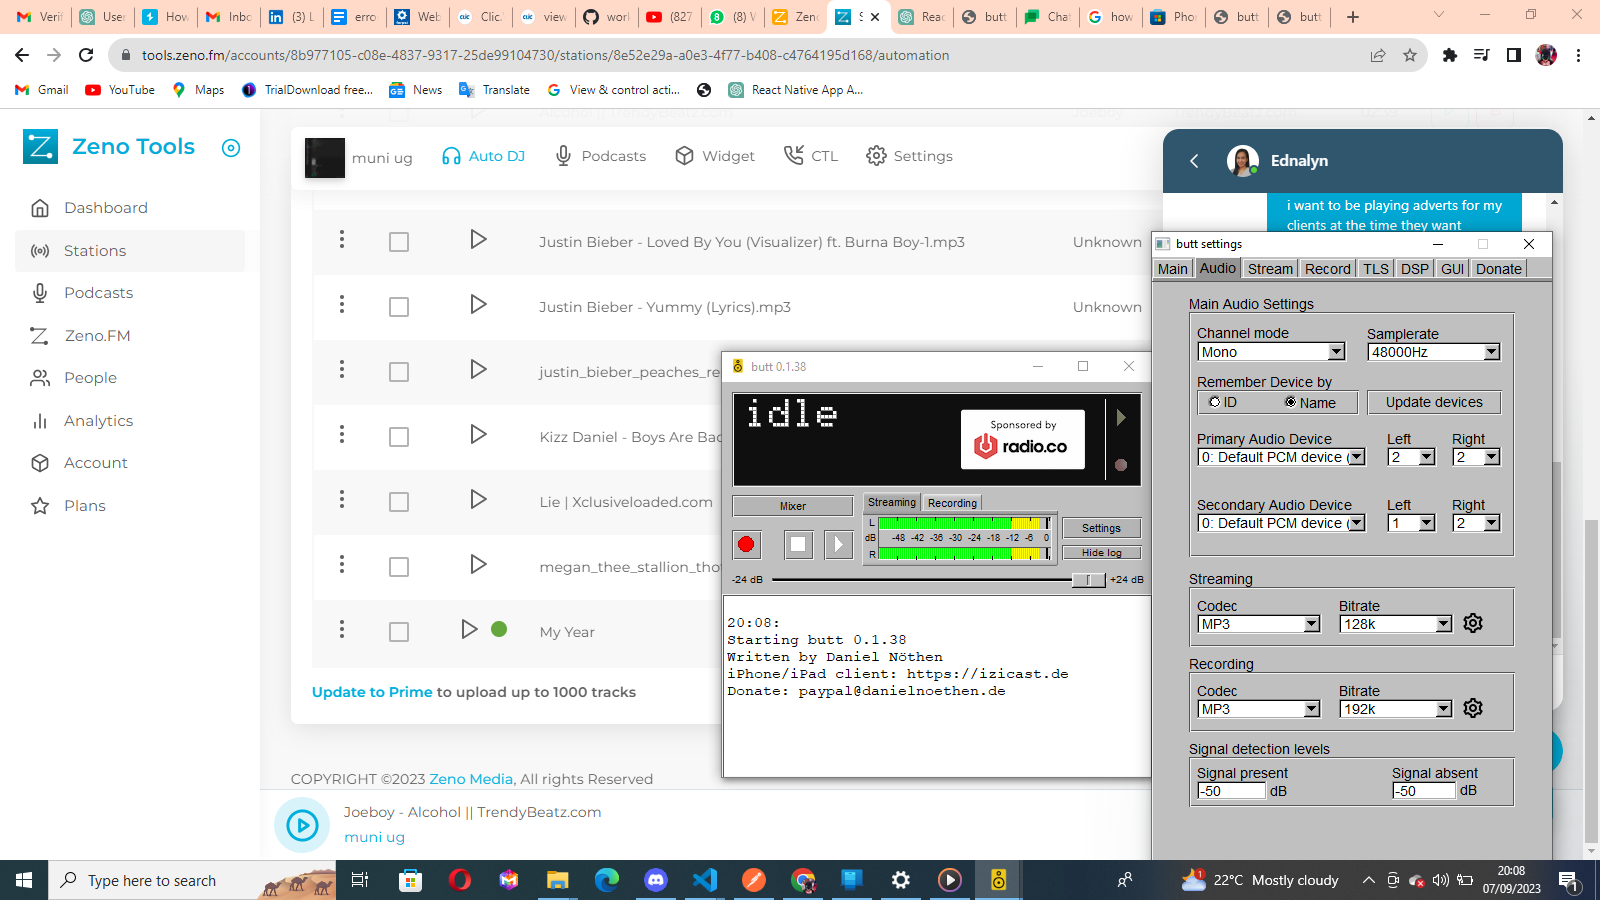 Verif
User
How
Inbo
(3) L
erro
Web
Clic.
view
worl
(827
(8) V
Zeno
S
Reac
butt
Chat
how
Phon
butt
butt
tools.zeno.fm/accounts/8b977105-c08e-4837-9317-25de99104730/stations/8e52e29a-a0e3-4f77-b408-c4764195d168/automation
Gmail
YouTube
Maps
TrialDownload free...
News
Translate
View & control acti...
React Native App A...
Zeno Tools
Dashboard
Stations
Podcasts
Zeno.FM
People
Analytics
Account
Plans
muni ug
Auto DJ
Podcasts
Widget
CTL
Settings
Justin Bieber - Loved By You (Visualizer) ft. Burna Boy-1.mp3
Unknown
Justin Bieber - Yummy (Lyrics).mp3
Unknown
justin_bieber_peaches_re
Kizz Daniel - Boys Are Bac
Lie | Xclusiveloaded.com
megan_thee_stallion_tho
My Year
Update to Prime to upload up to 1000 tracks
COPYRIGHT ©2023 Zeno Media, All rights Reserved
Joeboy - Alcohol || TrendyBeatz.com
muni ug
Ednalyn
i want to be playing adverts for my
clients at the time they want
butt 0.1.38
idle
Sponsored by
radio.co
Mixer
Streaming
Recording
L
dB
-48 -42 -36 -30 -24 -18 -12 -6 0
R
Settings
Hide log
-24 dB
+24 dB
20:08:
Starting butt 0.1.38
Written by Daniel Nöthen
iPhone/iPad client: https://izicast.de
Donate: paypal@danielnoethen.de
butt settings
Main
Audio
Stream
Record
TLS
DSP
GUI
Donate
Main Audio Settings
Channel mode
Samplerate
Mono
48000Hz
Remember Device by
ID
Name
Update devices
Primary Audio Device
Left
Right
0: Default PCM device (
2
2
Secondary Audio Device
Left
Right
0: Default PCM device (
1
2
Streaming
Codec
Bitrate
MP3
128k
Recording
Codec
Bitrate
MP3
192k
Signal detection levels
Signal present
Signal absent
-50 dB
-50 dB
Type here to search
22°C Mostly cloudy
20:08
07/09/2023
1